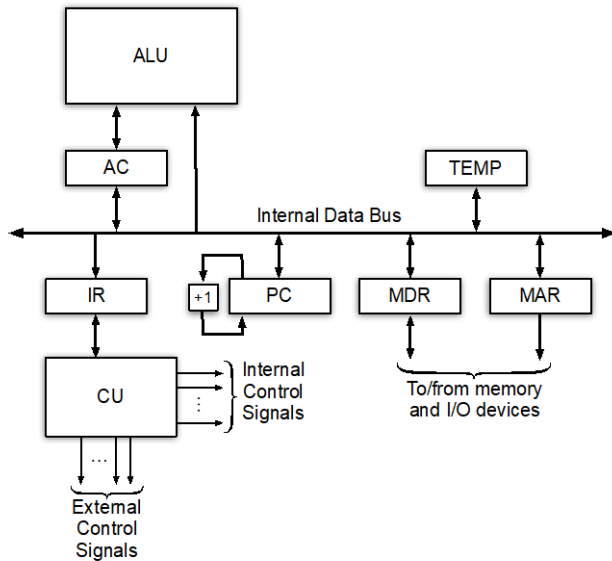 ALU
AC
TEMP
Internal Data Bus
IR
+1
PC
MDR
MAR
CU
...
Internal
Control
Signals
To/from memory
and I/O devices
...
External
Control
Signals